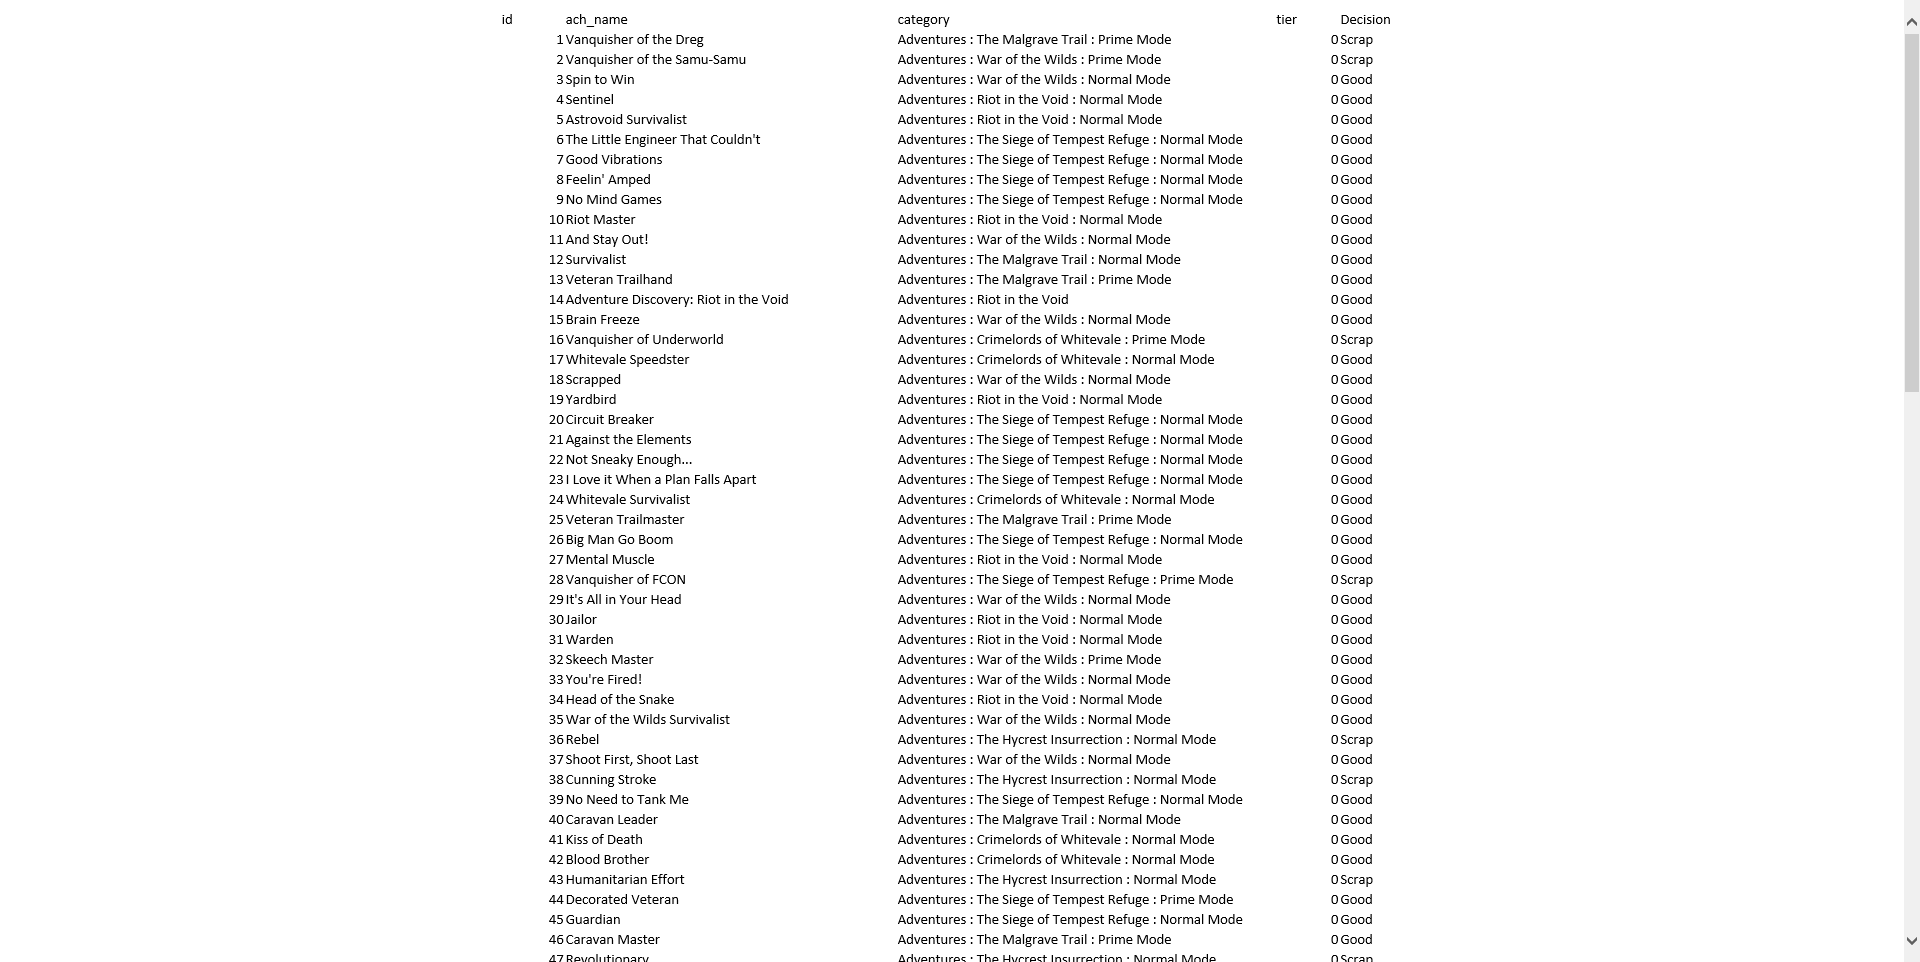 id ach_name category tier Decision
1 Vanquisher of the Dreg Adventures : The Malgrave Trail : Prime Mode 0 Scrap
2 Vanquisher of the Samu-Samu Adventures : War of the Wilds : Prime Mode 0 Scrap
3 Spin to Win Adventures : War of the Wilds : Normal Mode 0 Good
4 Sentinel Adventures : Riot in the Void : Normal Mode 0 Good
5 Astrovoid Survivalist Adventures : Riot in the Void : Normal Mode 0 Good
6 The Little Engineer That Couldn't Adventures : The Siege of Tempest Refuge : Normal Mode 0 Good
7 Good Vibrations Adventures : The Siege of Tempest Refuge : Normal Mode 0 Good
8 Feelin' Amped Adventures : The Siege of Tempest Refuge : Normal Mode 0 Good
9 No Mind Games Adventures : The Siege of Tempest Refuge : Normal Mode 0 Good
10 Riot Master Adventures : Riot in the Void : Normal Mode 0 Good
11 And Stay Out! Adventures : War of the Wilds : Normal Mode 0 Good
12 Survivalist Adventures : The Malgrave Trail : Normal Mode 0 Good
13 Veteran Trailhand Adventures : The Malgrave Trail : Prime Mode 0 Good
14 Adventure Discovery: Riot in the Void Adventures : Riot in the Void 0 Good
15 Brain Freeze Adventures : War of the Wilds : Normal Mode 0 Good
16 Vanquisher of Underworld Adventures : Crimelords of Whitevale : Prime Mode 0 Scrap
17 Whitevale Speedster Adventures : Crimelords of Whitevale : Normal Mode 0 Good
18 Scrapped Adventures : War of the Wilds : Normal Mode 0 Good
19 Yardbird Adventures : Riot in the Void : Normal Mode 0 Good
20 Circuit Breaker Adventures : The Siege of Tempest Refuge : Normal Mode 0 Good
21 Against the Elements Adventures : The Siege of Tempest Refuge : Normal Mode 0 Good
22 Not Sneaky Enough... Adventures : The Siege of Tempest Refuge : Normal Mode 0 Good
23 I Love it When a Plan Falls Apart Adventures : The Siege of Tempest Refuge : Normal Mode 0 Good
24 Whitevale Survivalist Adventures : Crimelords of Whitevale : Normal Mode 0 Good
25 Veteran Trailmaster Adventures : The Malgrave Trail : Prime Mode 0 Good
26 Big Man Go Boom Adventures : The Siege of Tempest Refuge : Normal Mode 0 Good
27 Mental Muscle Adventures : Riot in the Void : Normal Mode 0 Good
28 Vanquisher of FCON Adventures : The Siege of Tempest Refuge : Prime Mode 0 Scrap
29 It's All in Your Head Adventures : War of the Wilds : Normal Mode 0 Good
30 Jailor Adventures : Riot in the Void : Normal Mode 0 Good
31 Warden Adventures : Riot in the Void : Normal Mode 0 Good
32 Skeech Master Adventures : War of the Wilds : Prime Mode 0 Good
33 You're Fired! Adventures : War of the Wilds : Normal Mode 0 Good
34 Head of the Snake Adventures : Riot in the Void : Normal Mode 0 Good
35 War of the Wilds Survivalist Adventures : War of the Wilds : Normal Mode 0 Good
36 Rebel Adventures : The Hycrest Insurrection : Normal Mode 0 Scrap
37 Shoot First, Shoot Last Adventures : War of the Wilds : Normal Mode 0 Good
38 Cunning Stroke Adventures : The Hycrest Insurrection : Normal Mode 0 Scrap
39 No Need to Tank Me Adventures : The Siege of Tempest Refuge : Normal Mode 0 Good
40 Caravan Leader Adventures : The Malgrave Trail : Normal Mode 0 Good
41 Kiss of Death Adventures : Crimelords of Whitevale : Normal Mode 0 Good
42 Blood Brother Adventures : Crimelords of Whitevale : Normal Mode 0 Good
43 Humanitarian Effort Adventures : The Hycrest Insurrection : Normal Mode 0 Scrap
44 Decorated Veteran Adventures : The Siege of Tempest Refuge : Prime Mode 0 Good
45 Guardian Adventures : The Siege of Tempest Refuge : Normal Mode 0 Good
46 Caravan Master Adventures : The Malgrave Trail : Prime Mode 0 Good
47 Revolutionary Adventures : The Hycrest Insurrection : Normal Mode 0 Scrap